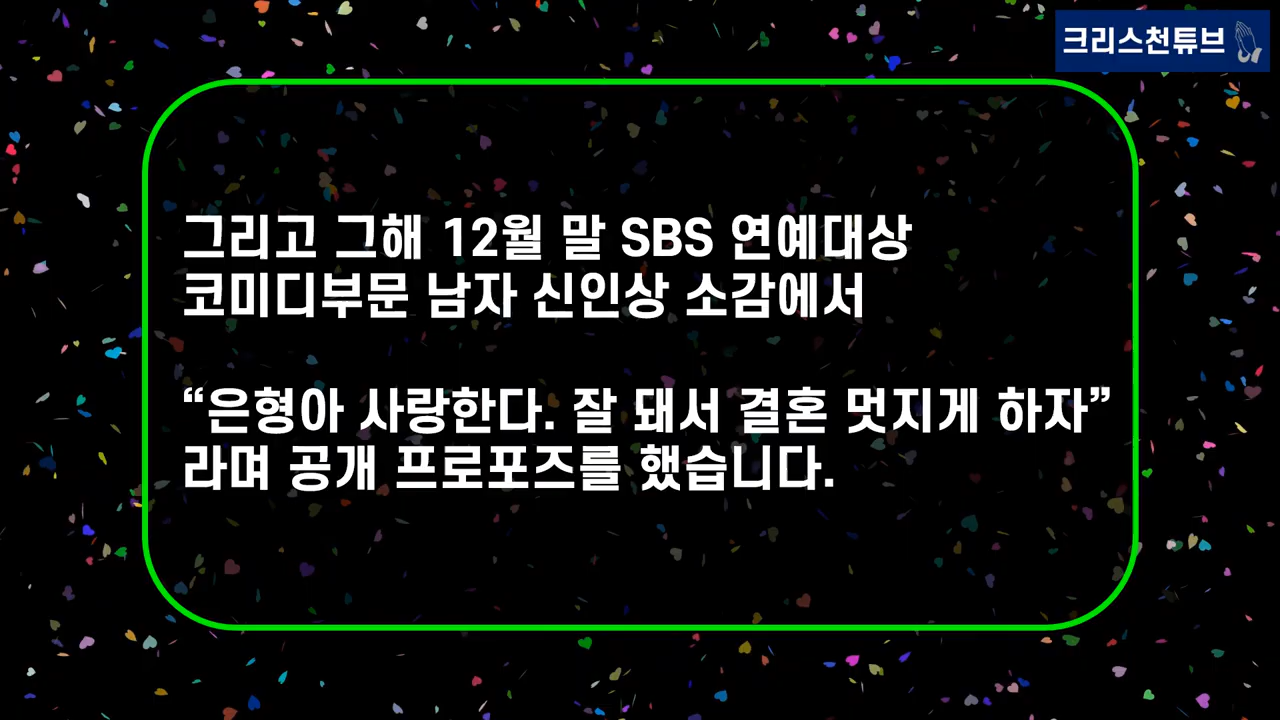 크리스천튜브
그리고 그해 12월 말 SBS 연예대상
코미디부문 남자 신인상 소감에서
“은형아 사랑한다. 잘 돼서 결혼 멋지게 하자”
라며 공개 프로포즈를 했습니다.